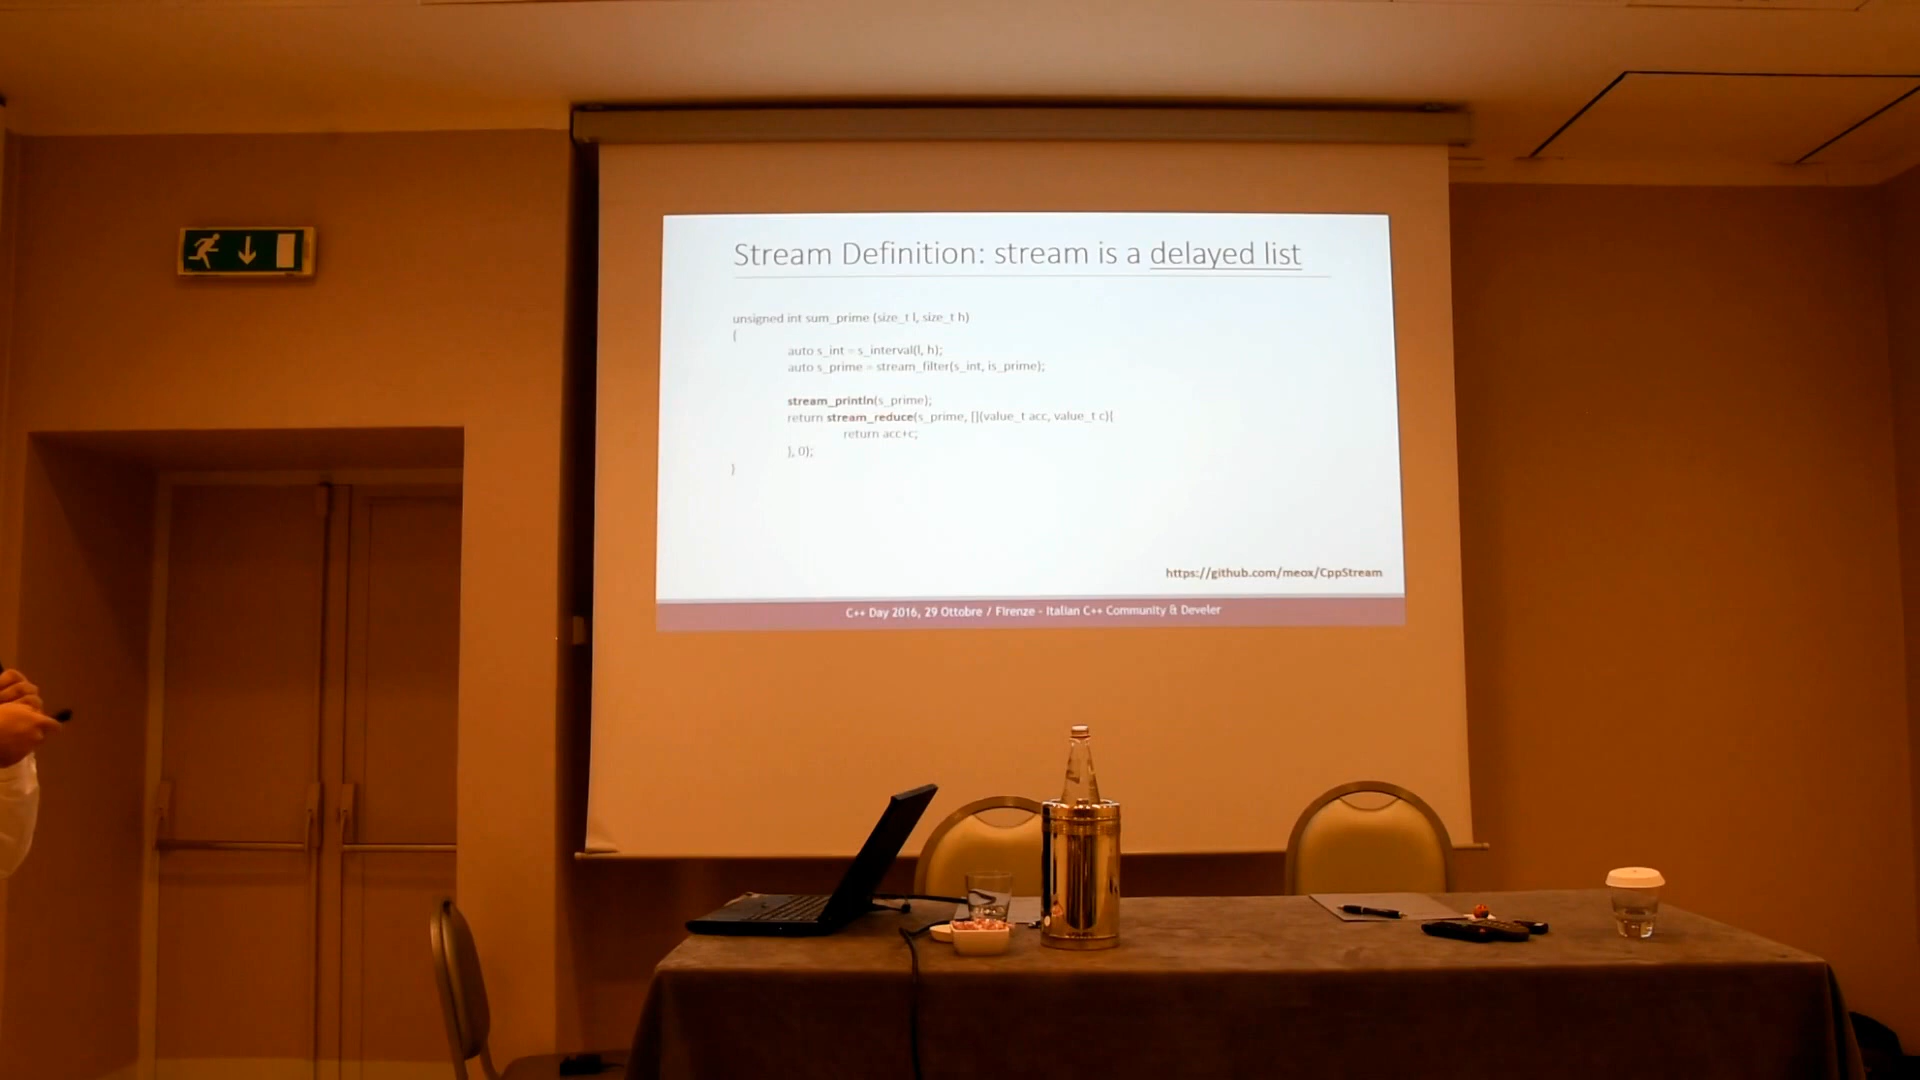 Stream Definition: stream is a delayed list
unsigned int sum_prime (size_t l, size_t h)
{
auto s_int = s_interval(l, h);
auto s_prime = stream_filter(s_int, is_prime);
stream_println(s_prime);
return stream_reduce(s_prime, [](value_t acc, value_t c){
return acc+c;
}, 0);
}
https://github.com/meox/CppStream
C++ Day 2016, 29 Ottobre / Firenze - Italian C++ Community & Develer